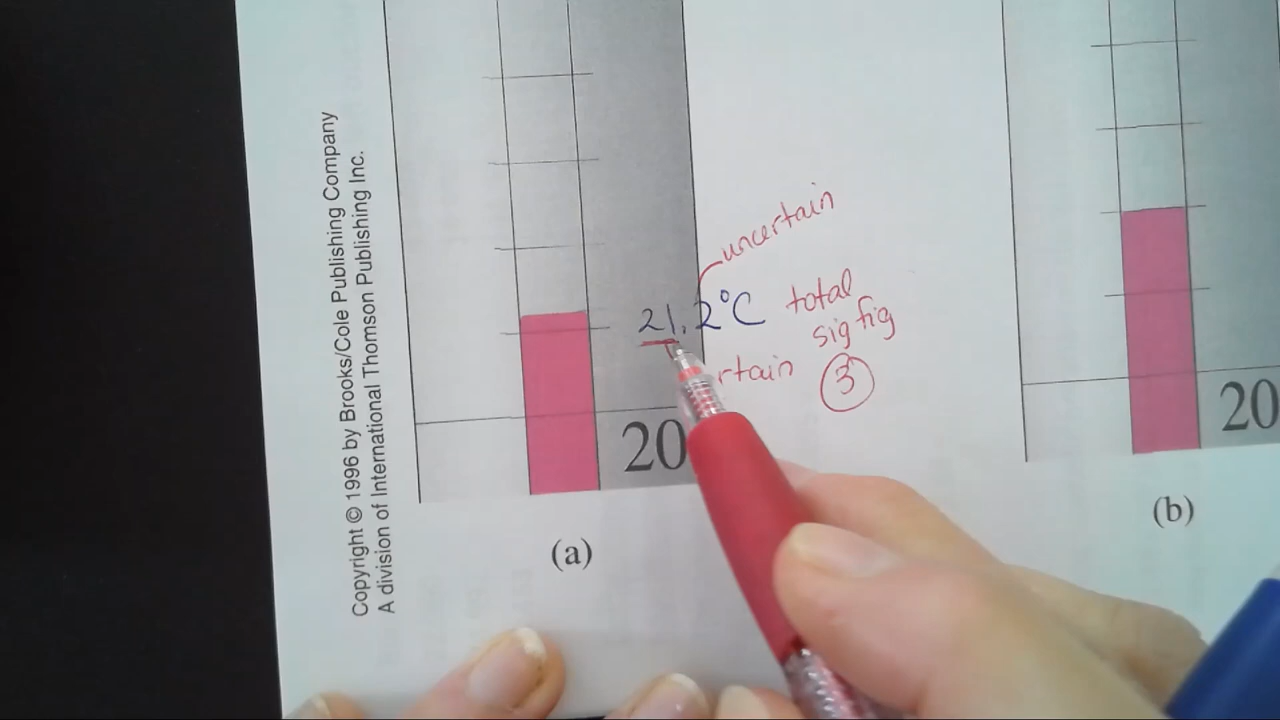 Copyright © 1996 by Brooks/Cole Publishing Company
A division of International Thomson Publishing Inc.
uncertain
21.2°C
total
sig fig
3
rtain
20
(a)
20
(b)